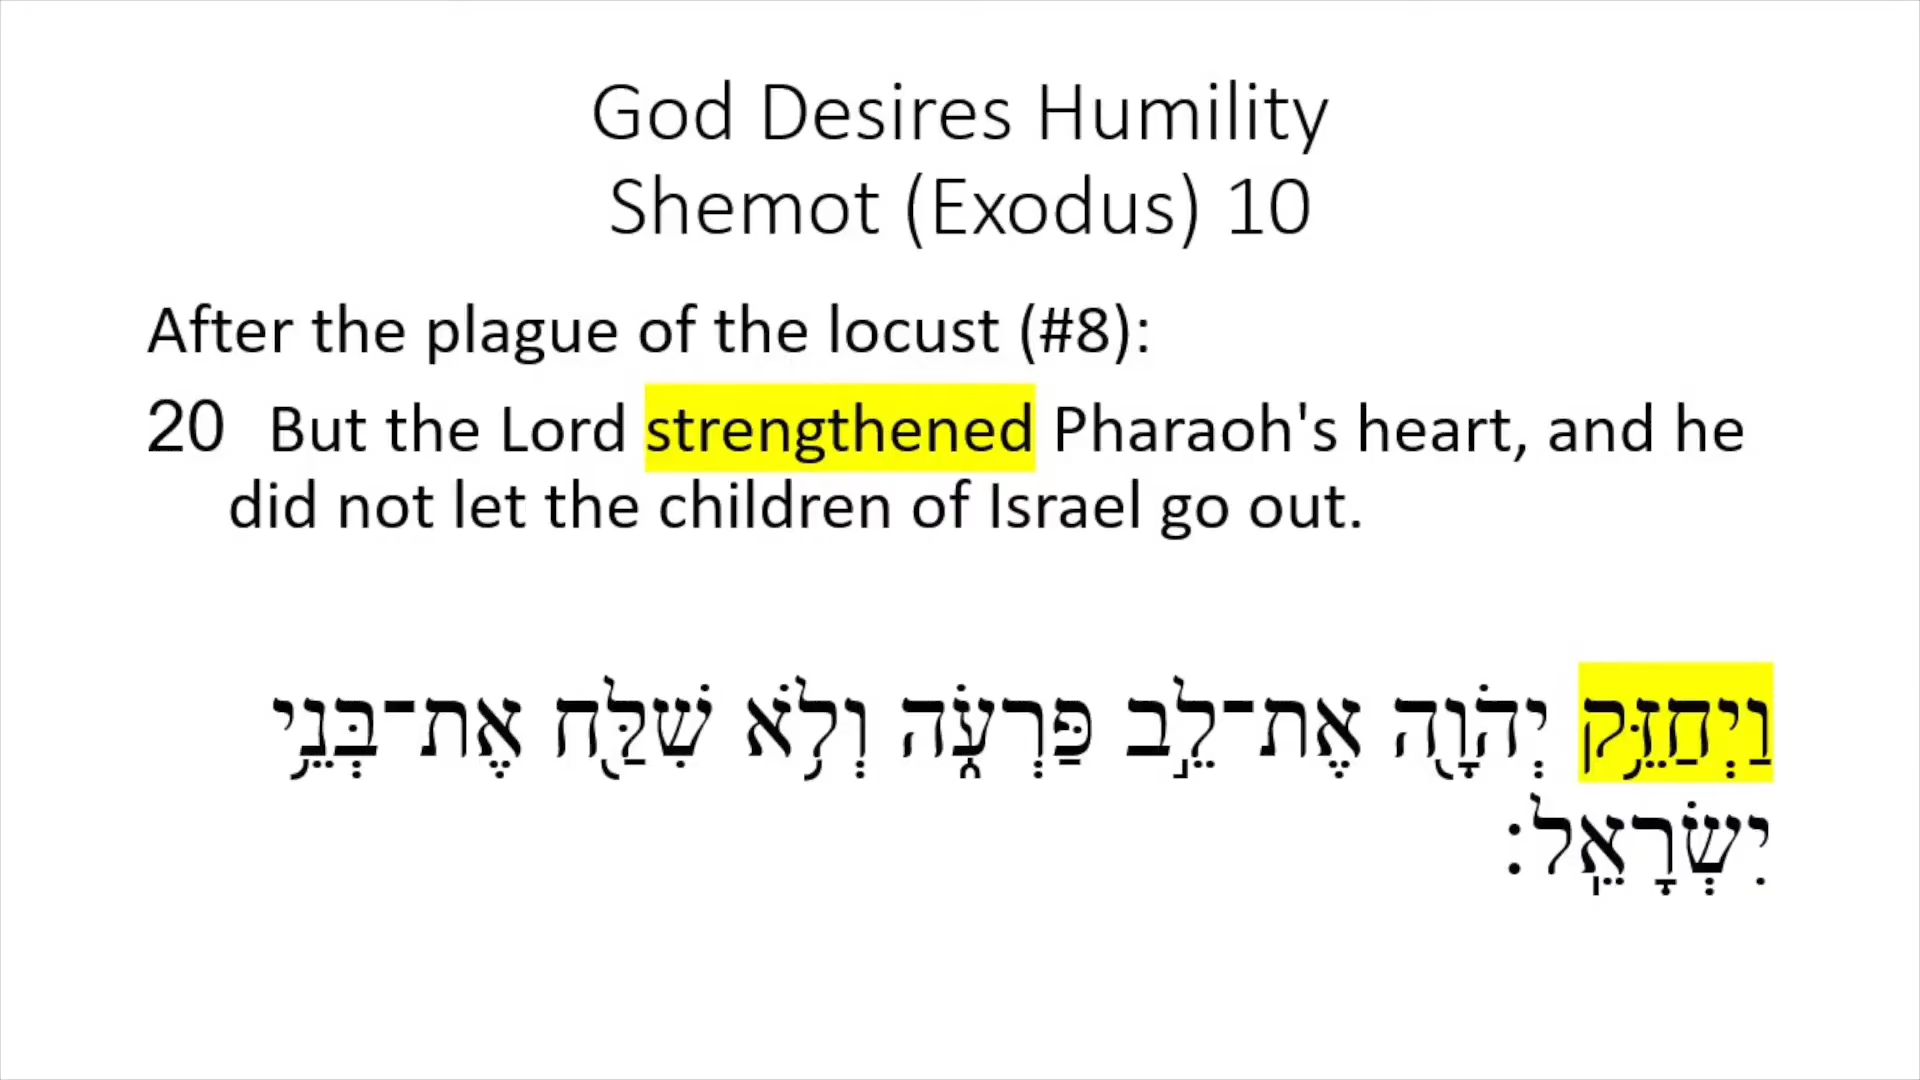 God Desires Humility
Shemot (Exodus) 10
After the plague of the locust (#8):
20 But the Lord strengthened Pharaoh's heart, and he
did not let the children of Israel go out.
וַיְחַזֵּ֥ק יְהֹוָ֖ה אֶת־לֵ֣ב פַּרְעֹ֑ה וְלֹ֥א שִׁלַּ֖ח אֶת־בְּנֵ֥י
יִשְׂרָאֵֽל: